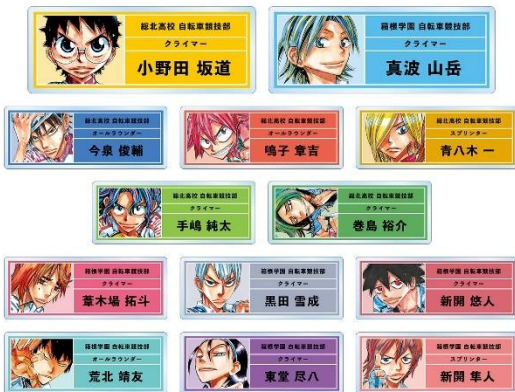 総北高校 自転車競技部
クライマー
小野田 坂道
箱根学園 自転車競技部
クライマー
真波 山岳
総北高校 自転車競技部
オールラウンダー
今泉 俊輔
総北高校 自転車競技部
オールラウンダー
鳴子 章吉
総北高校 自転車競技部
スプリンター
青八木 一
総北高校 自転車競技部
クライマー
手嶋 純太
総北高校 自転車競技部
クライマー
巻島 裕介
箱根学園 自転車競技部
クライマー
葦木場 拓斗
箱根学園 自転車競技部
クライマー
黒田 雪成
箱根学園 自転車競技部
クライマー
新開 悠人
箱根学園 自転車競技部
オールラウンダー
荒北 靖友
箱根学園 自転車競技部
クライマー
東堂 尽八
箱根学園 自転車競技部
スプリンター
新開 隼人